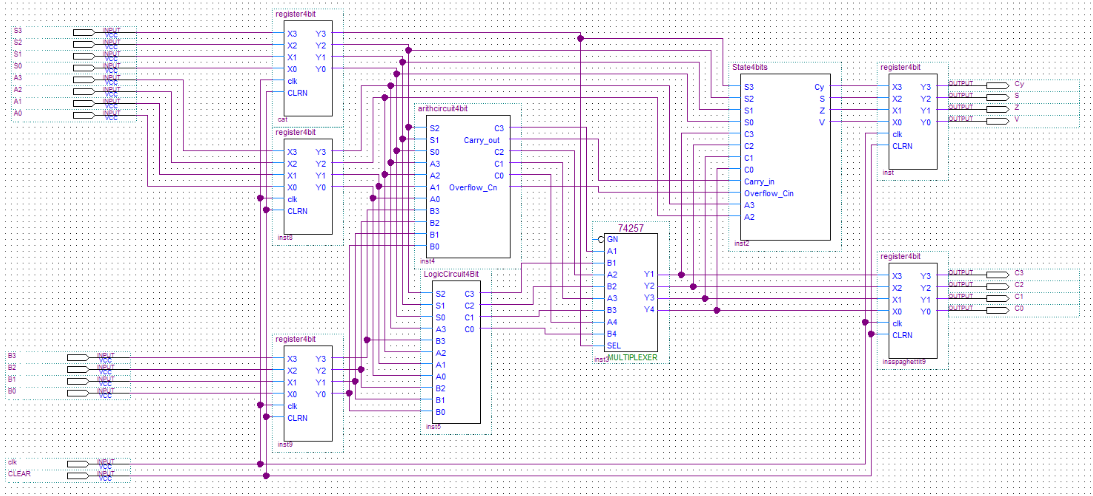 S3 INPUT VCC
S2 INPUT VCC
S1 INPUT VCC
S0 INPUT VCC
A3 INPUT VCC
A2 INPUT VCC
A1 INPUT VCC
A0 INPUT VCC
register4bit
X3 Y3
X2 Y2
X1 Y1
X0 Y0
clk
CLRN
cat
register4bit
X3 Y3
X2 Y2
X1 Y1
X0 Y0
clk
CLRN
inst8
arithcircuit4bit
S2 C3
S1 Carry_out
S0 C2
A3 C1
A2 C0
A1 Overflow_Cn
A0
B3
B2
B1
B0
inst4
State4bits
S3 Cy
S2 S
S1 Z
S0 V
C3
C2
C1
C0
Carry_in
Overflow_Cin
A3
A2
inst2
register4bit
X3 Y3
X2 Y2
X1 Y1
X0 Y0
clk
CLRN
inst
OUTPUT Cy
OUTPUT S
OUTPUT Z
OUTPUT V
74257
GN
A1
B1
A2 Y1
B2 Y2
A3 Y3
B3 Y4
A4
B4
SEL
inst3 MULTIPLEXER
LogicCircuit4Bit
S2 C3
S1 C2
S0 C1
A3 C0
B3
A2
A1
A0
B2
B1
B0
inst5
register4bit
X3 Y3
X2 Y2
X1 Y1
X0 Y0
clk
CLRN
insspaghettit9
OUTPUT C3
OUTPUT C2
OUTPUT C1
OUTPUT C0
B3 INPUT VCC
B2 INPUT VCC
B1 INPUT VCC
B0 INPUT VCC
register4bit
X3 Y3
X2 Y2
X1 Y1
X0 Y0
clk
CLRN
inst9
clk INPUT VCC
CLEAR INPUT VCC